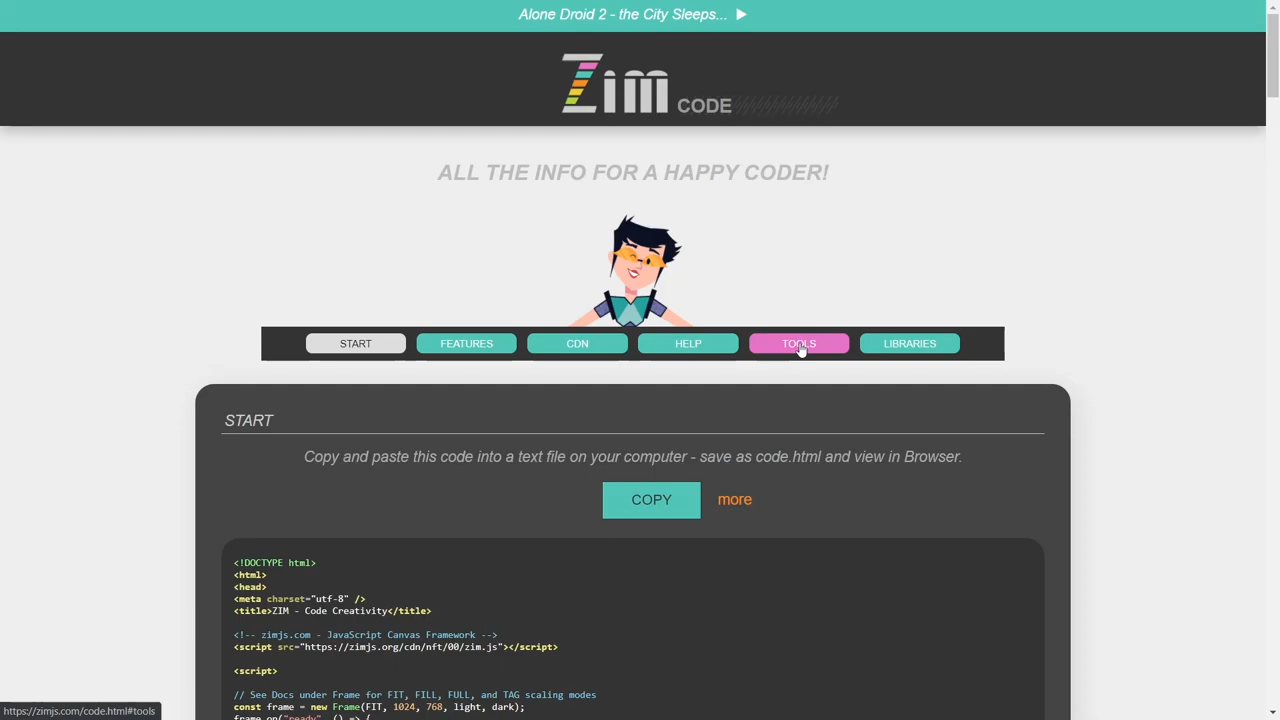 Alone Droid 2 - the City Sleeps...
Zim CODE
ALL THE INFO FOR A HAPPY CODER!
START FEATURES CDN HELP TOOLS LIBRARIES
START
Copy and paste this code into a text file on your computer - save as code.html and view in Browser.
COPY more
<!DOCTYPE html>
<html>
<head>
<meta charset="utf-8" />
<title>ZIM - Code Creativity</title>
<!-- zimjs.com - JavaScript Canvas Framework -->
<script src="https://zimjs.org/cdn/nft/00/zim.js"></script>
<script>
// See Docs under Frame for FIT, FILL, FULL, and TAG scaling modes
const frame = new Frame(FIT, 1024, 768, light, dark);
frame.on("ready", () => {
https://zimjs.com/code.html#tools